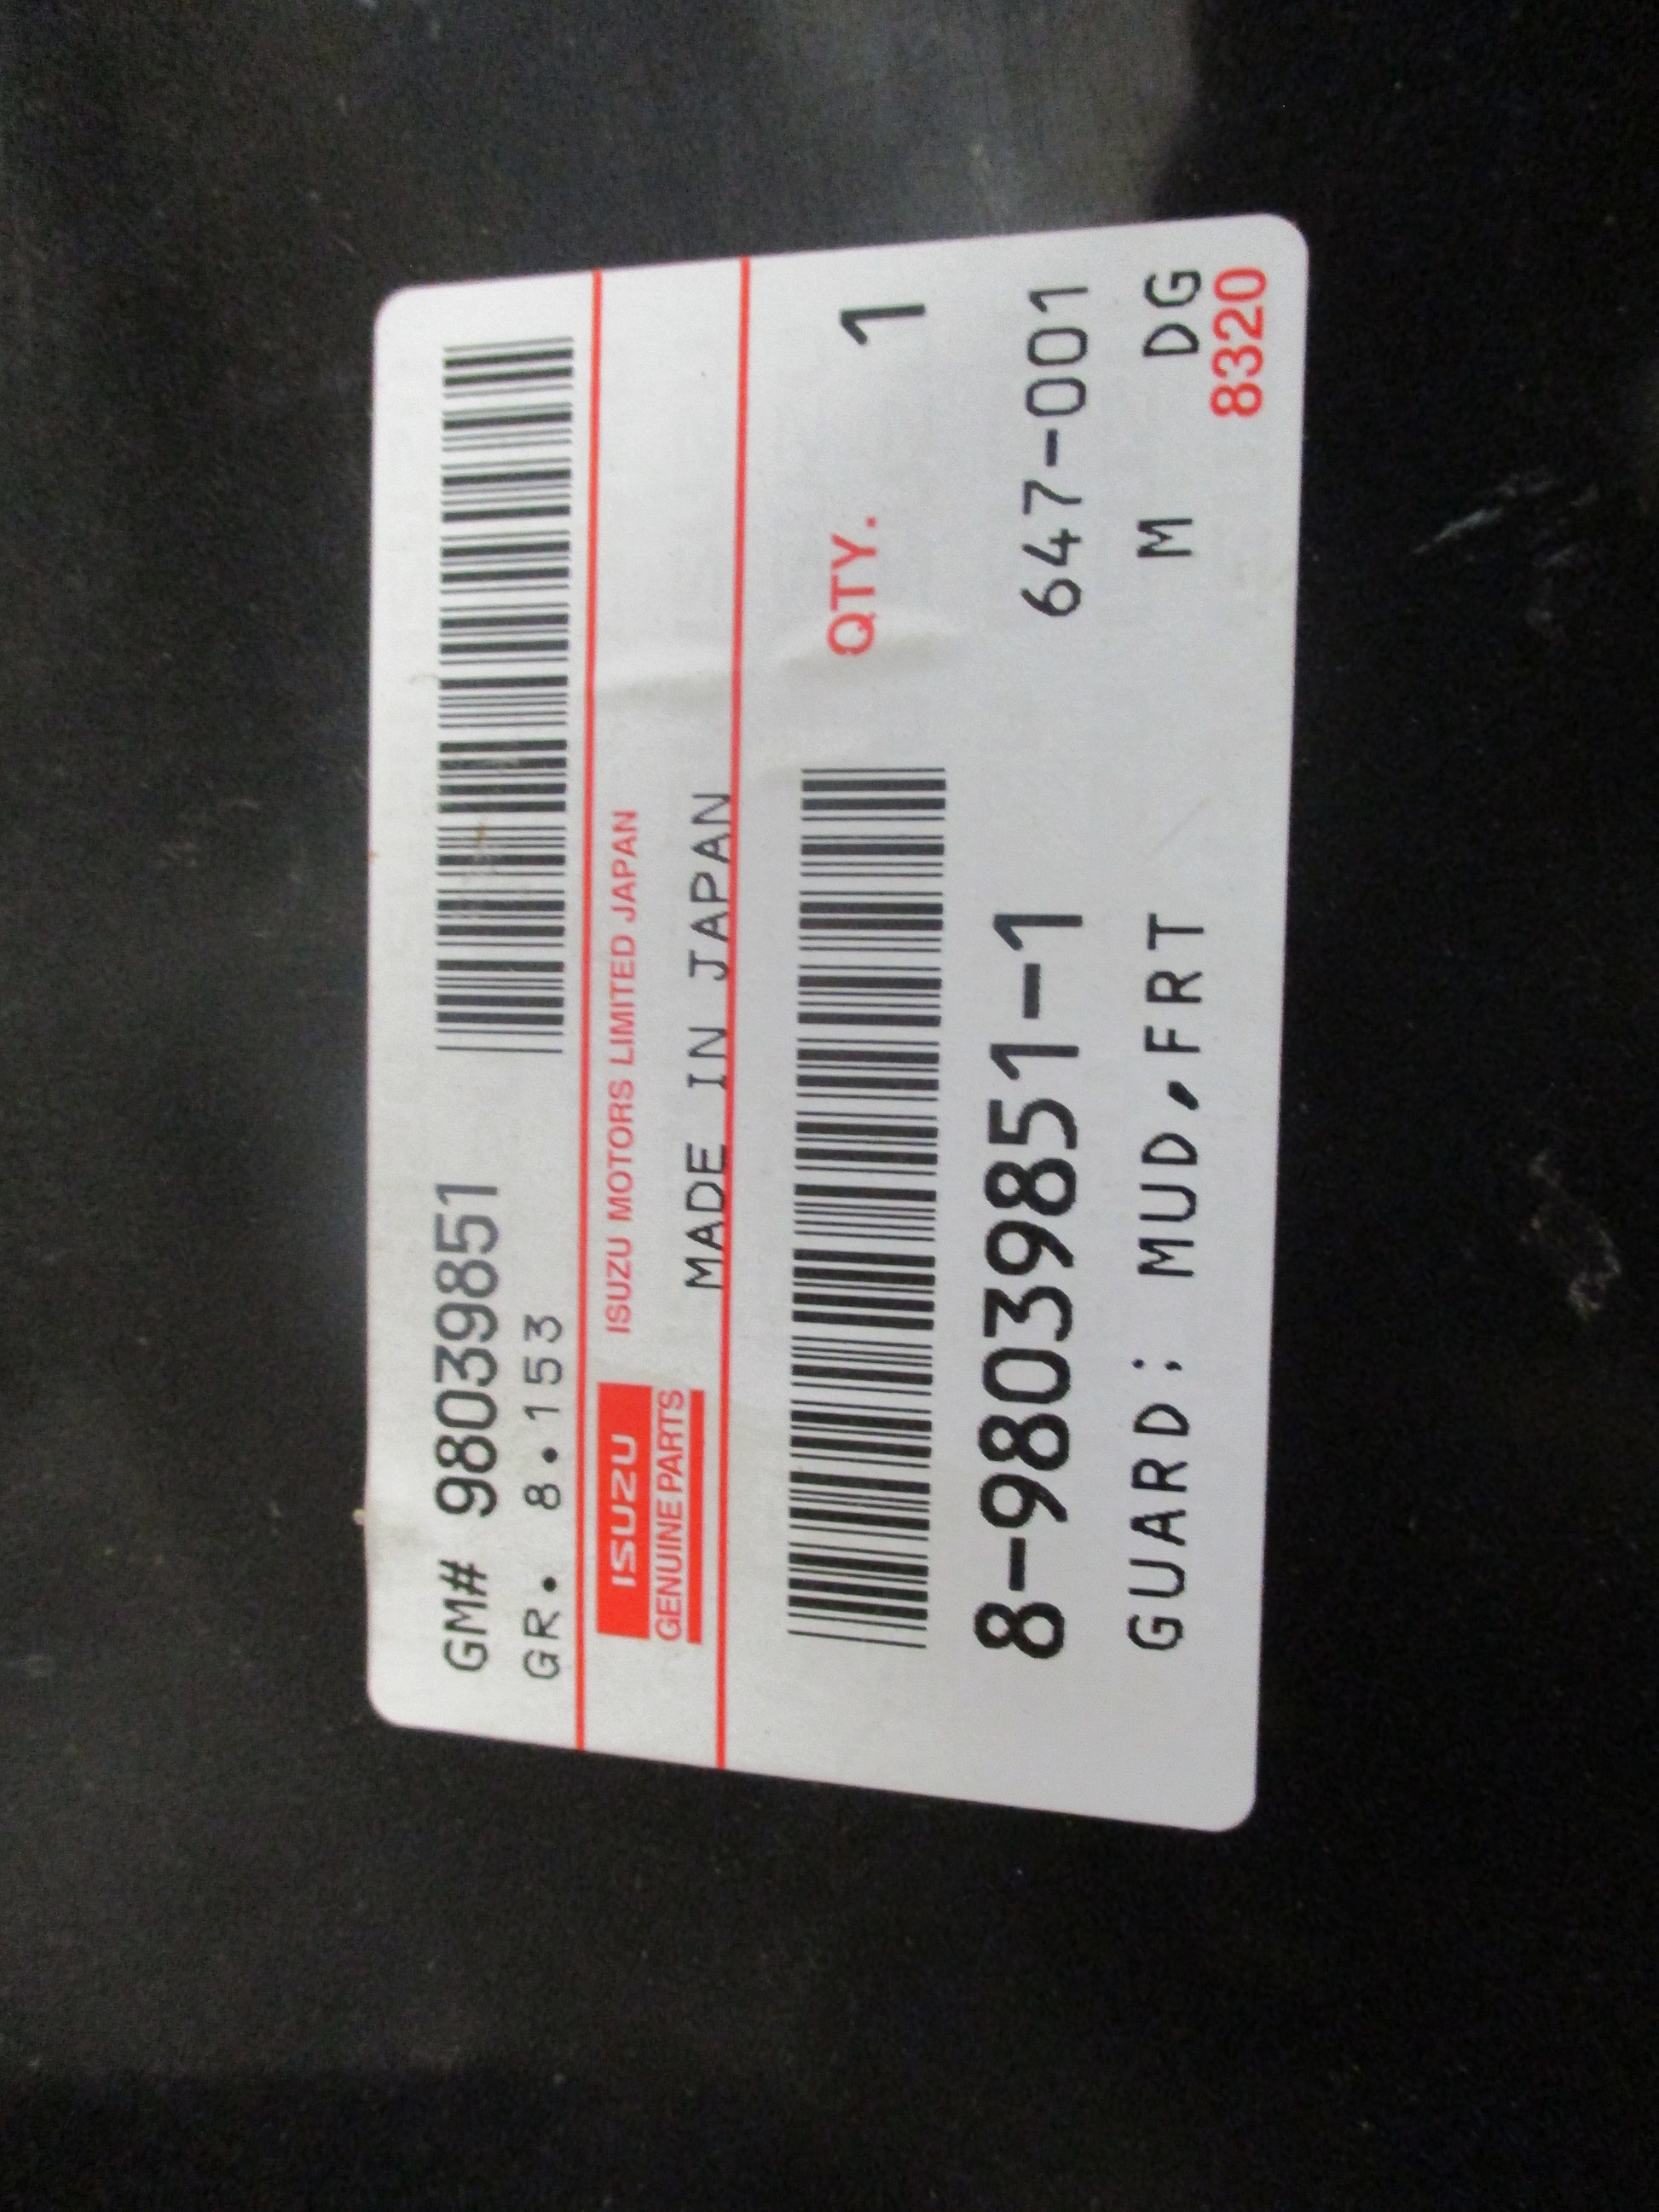 GM# 98039851
GR. 8.153
ISUZU
GENUINE PARTS
ISUZU MOTORS LIMITED JAPAN
MADE IN JAPAN
QTY. 1
8-98039851-1 647-001
GUARD; MUD,FRT M DG
8320